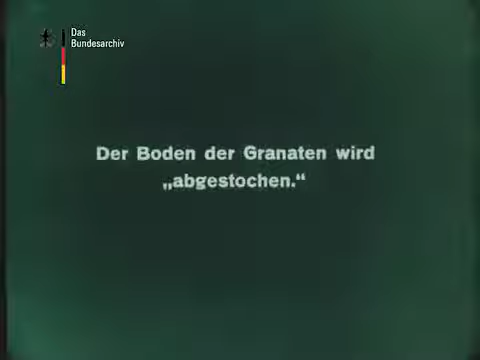 Das
Bundesarchiv
Der Boden der Granaten wird
„abgestochen.“